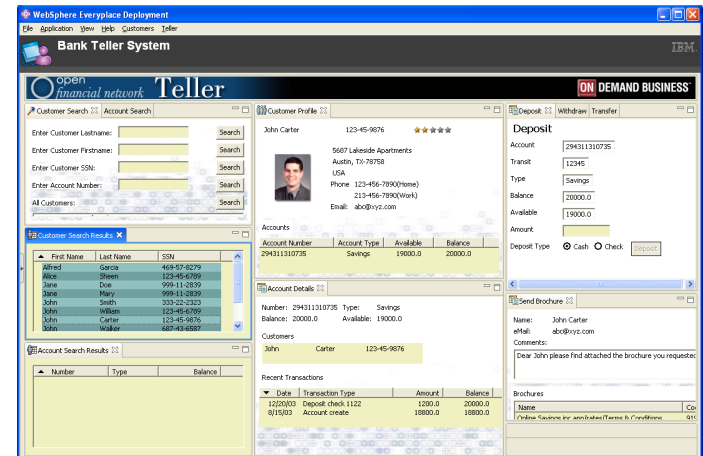 WebSphere Everyplace Deployment
File Application View Help Customers Teller
Bank Teller System
IBM.
open
financial network Teller
ON DEMAND BUSINESS
Customer Search Account Search
Enter Customer Lastname: Search
Enter Customer Firstname: Search
Enter Customer SSN: Search
Enter Account Number: Search
All Customers: Search
Customer Search Results
First Name Last Name SSN
Alfred Garcia 469-57-8279
Alice Sheen 123-45-6789
Jane Doe 999-11-2839
Jane Mary 999-11-2839
John Smith 333-22-2323
John William 123-45-6789
John Carter 123-45-9876
John Walker 687-43-6587
Account Search Results
Number Type Balance
Customer Profile
John Carter 123-45-9876
5687 Lakeside Apartments
Austin, TX-78758
USA
Phone 123-456-7890(Home)
213-456-7890(Work)
Email: abc@xyz.com
Accounts
Account Number Account Type Available Balance
294311310735 Savings 19000.0 20000.0
Account Details
Number: 294311310735 Type: Savings
Balance: 20000.0 Available: 19000.0
Customers
John Carter 123-45-9876
Recent Transactions
Date Transaction Type Amount Balance
12/20/03 Deposit check 1122 1200.0 20000.0
8/15/03 Account create 18800.0 18800.0
Deposit Withdraw Transfer
Deposit
Account 294311310735
Transit 12345
Type Savings
Balance 20000.0
Available 19000.0
Amount
Deposit Type Cash Check Deposit
Send Brochure
Name: John Carter
eMail: abc@xyz.com
Comments:
Dear John please find attached the brochure you requested
Brochures
Name Co
Online Savings inc app/rates/Terms & Conditions 919